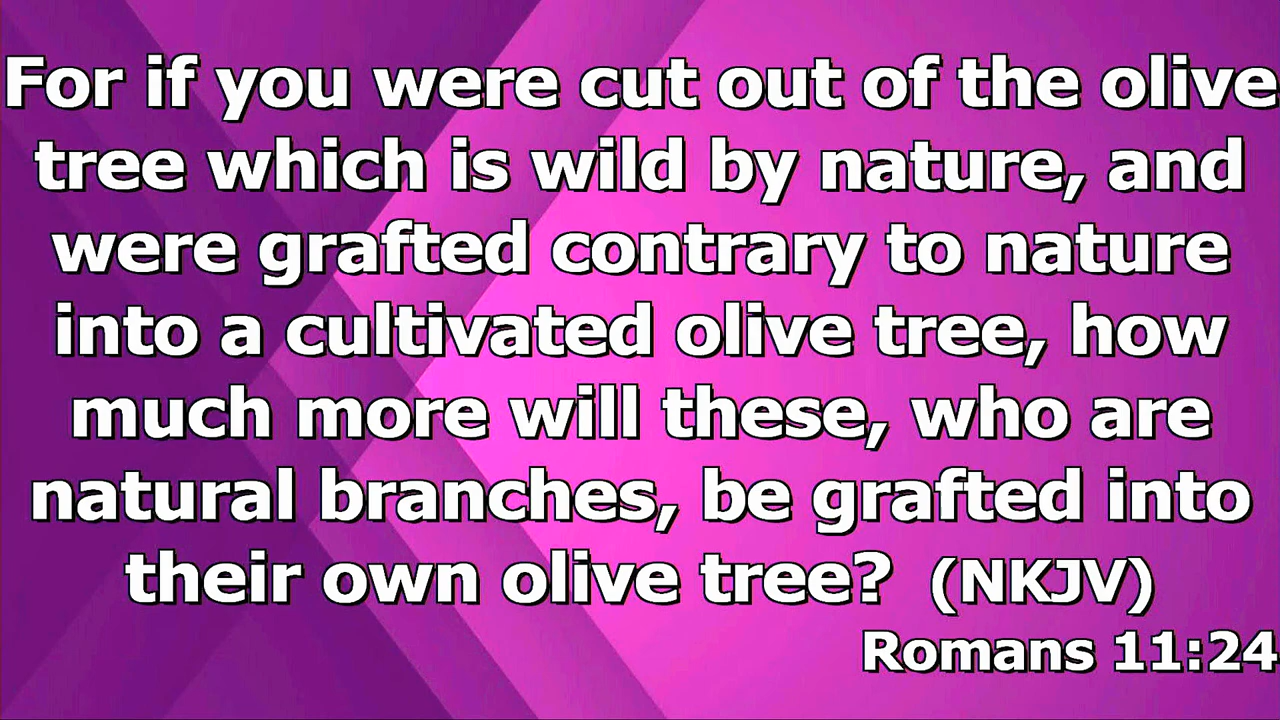 For if you were cut out of the olive
tree which is wild by nature, and
were grafted contrary to nature
into a cultivated olive tree, how
much more will these, who are
natural branches, be grafted into
their own olive tree?  (NKJV)
Romans 11:24